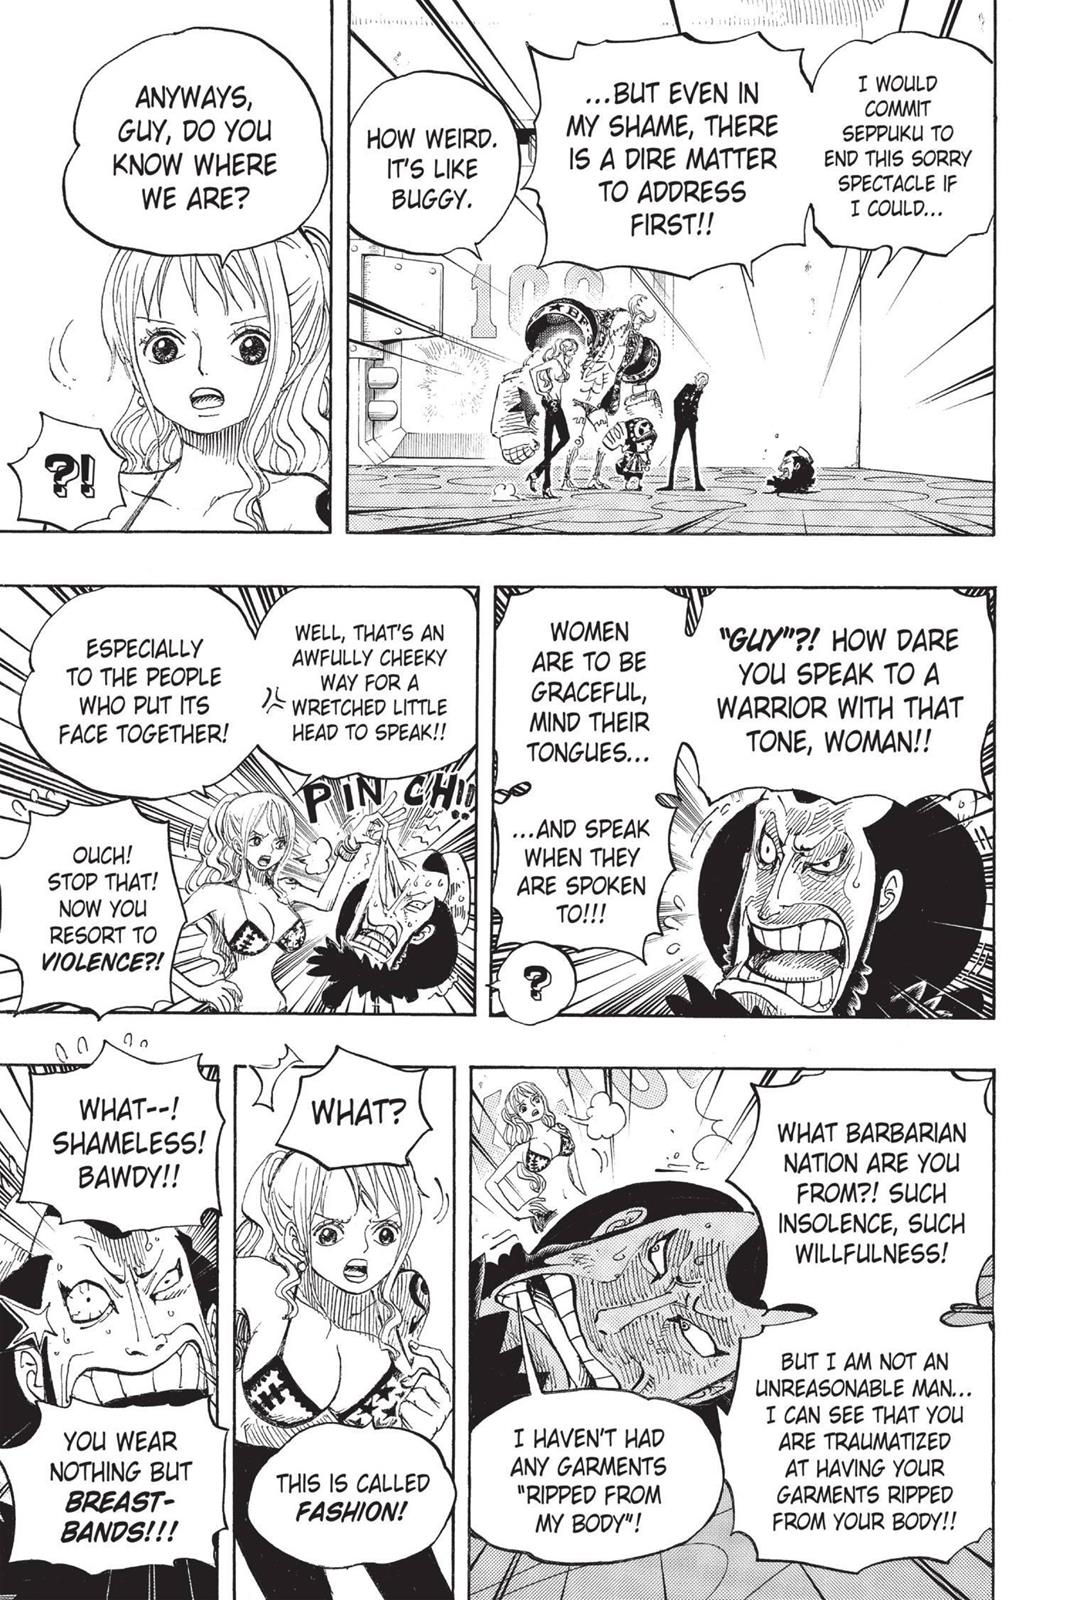 I WOULD
COMMIT
SEPPUKU TO
END THIS SORRY
SPECTACLE IF
I COULD...
...BUT EVEN IN
MY SHAME, THERE
IS A DIRE MATTER
TO ADDRESS
FIRST!!
HOW WEIRD.
IT'S LIKE
BUGGY.
BF
ANYWAYS,
GUY, DO YOU
KNOW WHERE
WE ARE?
?!
"GUY"?! HOW DARE
YOU SPEAK TO A
WARRIOR WITH THAT
TONE, WOMAN!!
WOMEN
ARE TO BE
GRACEFUL,
MIND THEIR
TONGUES...
...AND SPEAK
WHEN THEY
ARE SPOKEN
TO!!!
?
WELL, THAT'S AN
AWFULLY CHEEKY
WAY FOR A
WRETCHED LITTLE
HEAD TO SPEAK!!
ESPECIALLY
TO THE PEOPLE
WHO PUT ITS
FACE TOGETHER!
PINCH!!
OUCH!
STOP THAT!
NOW YOU
RESORT TO
VIOLENCE?!
WHAT BARBARIAN
NATION ARE YOU
FROM?! SUCH
INSOLENCE, SUCH
WILLFULNESS!
BUT I AM NOT AN
UNREASONABLE MAN...
I CAN SEE THAT YOU
ARE TRAUMATIZED
AT HAVING YOUR
GARMENTS RIPPED
FROM YOUR BODY!!
I HAVEN'T HAD
ANY GARMENTS
"RIPPED FROM
MY BODY"!
WHAT?
THIS IS CALLED
FASHION!
WHAT--!
SHAMELESS!
BAWDY!!
YOU WEAR
NOTHING BUT
BREAST-
BANDS!!!